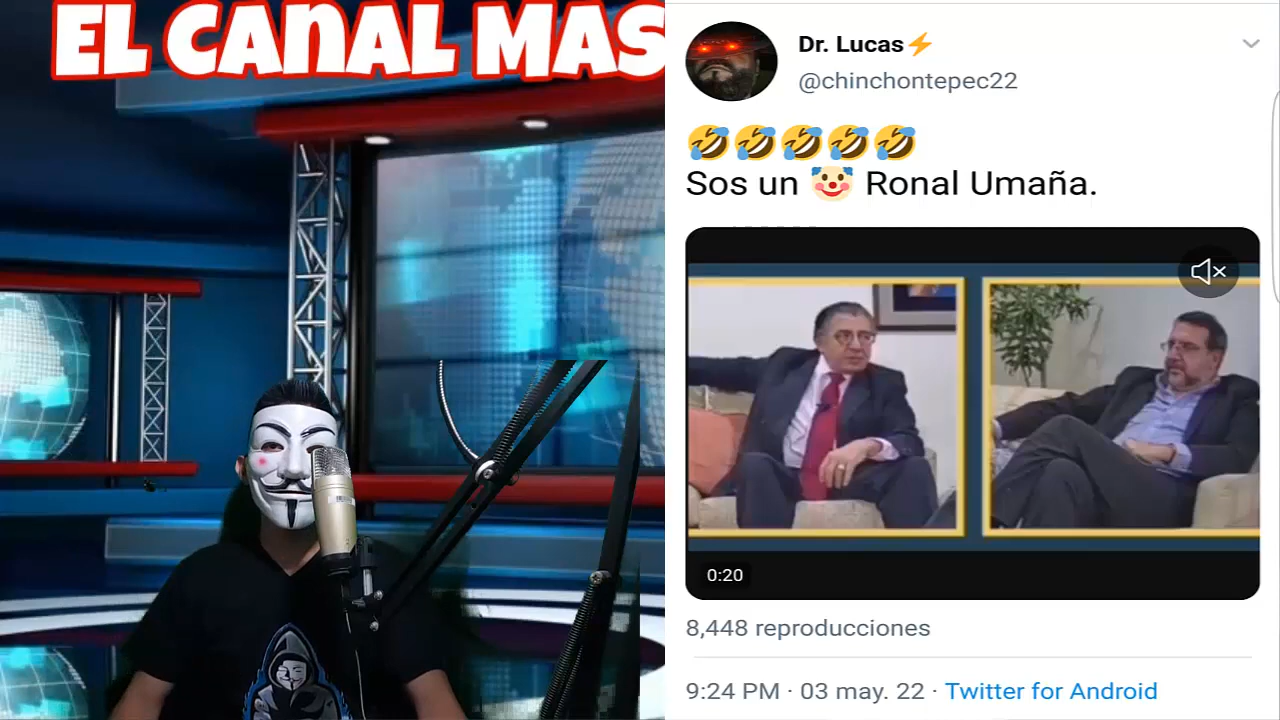 EL CANAL MAS
Dr. Lucas⚡
@chinchontepec22
🤣🤣🤣🤣🤣
Sos un 🤡 Ronal Umaña.
0:20
8,448 reproducciones
9:24 PM · 03 may. 22 · Twitter for Android